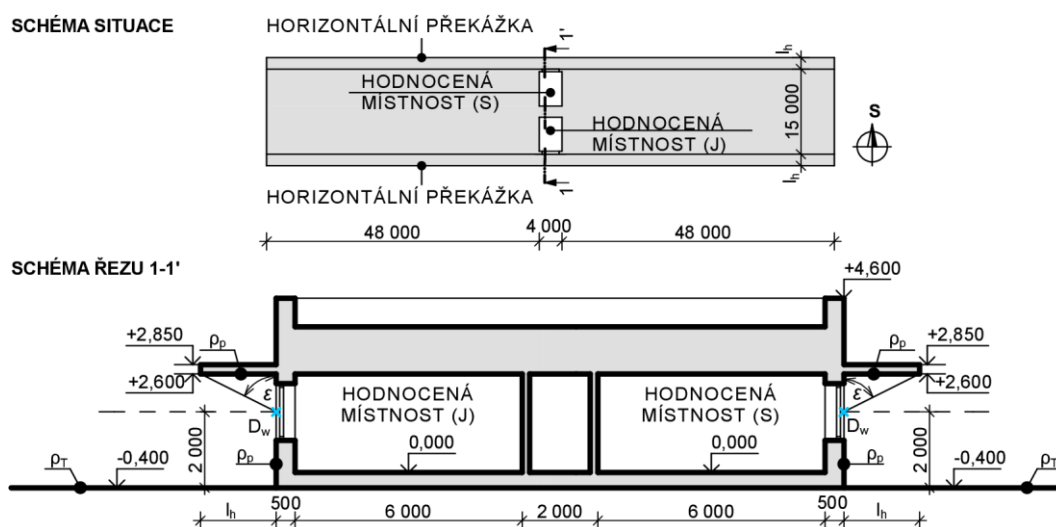 SCHÉMA SITUACE
HORIZONTÁLNÍ PŘEKÁŽKA
1'
lh
HODNOCENÁ
MÍSTNOST (S)
15 000
S
HODNOCENÁ
MÍSTNOST (J)
lh
1'
HORIZONTÁLNÍ PŘEKÁŽKA
48 000
4 000
48 000
SCHÉMA ŘEZU 1-1'
+4,600
+2,850
ρp
ρp
+2,850
+2,600
ε
HODNOCENÁ
MÍSTNOST (J)
HODNOCENÁ
MÍSTNOST (S)
ε
+2,600
Dw
Dw
2 000
ρp
0,000
0,000
ρp
2 000
ρT
-0,400
-0,400
ρT
lh
500
6 000
2 000
6 000
500
lh